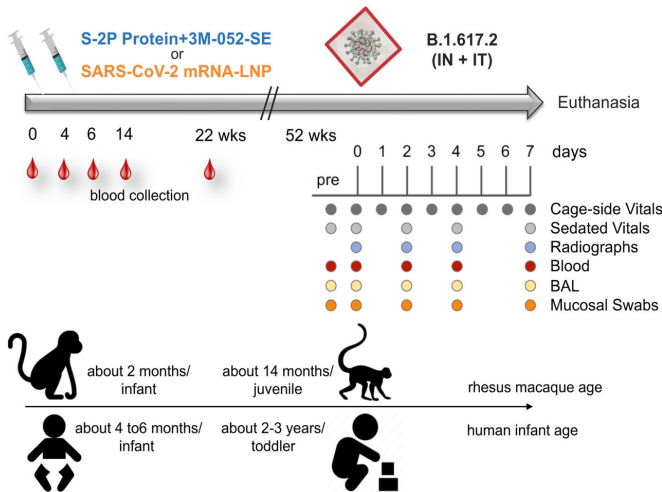 S-2P Protein+3M-052-SE
or
SARS-CoV-2 mRNA-LNP
B.1.617.2
(IN + IT)
Euthanasia
0 4 6 14 22 wks 52 wks
blood collection
0 1 2 3 4 5 6 7 days
pre
Cage-side Vitals
Sedated Vitals
Radiographs
Blood
BAL
Mucosal Swabs
about 2 months/
infant
about 14 months/
juvenile
rhesus macaque age
about 4 to6 months/
infant
about 2-3 years/
toddler
human infant age